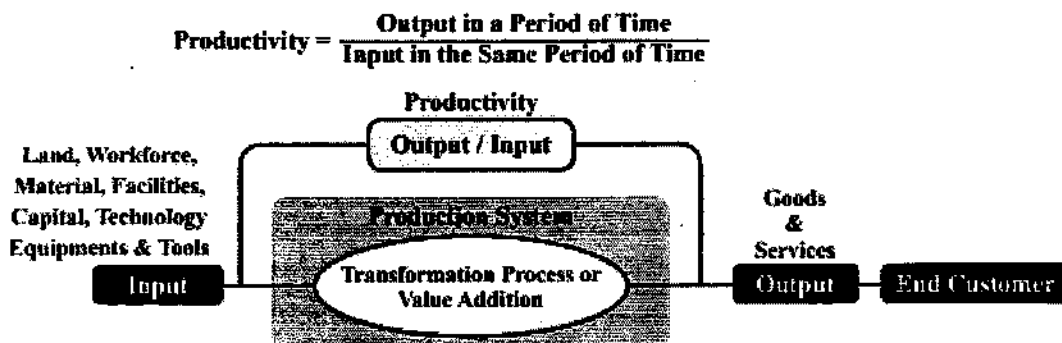 Productivity = Output in a Period of Time
Input in the Same Period of Time
Productivity
Output / Input
Land, Workforce,
Material, Facilities,
Capital, Technology
Equipments & Tools
Input
Production System
Transformation Process or
Value Addition
Goods
&
Services
Output
End Customer